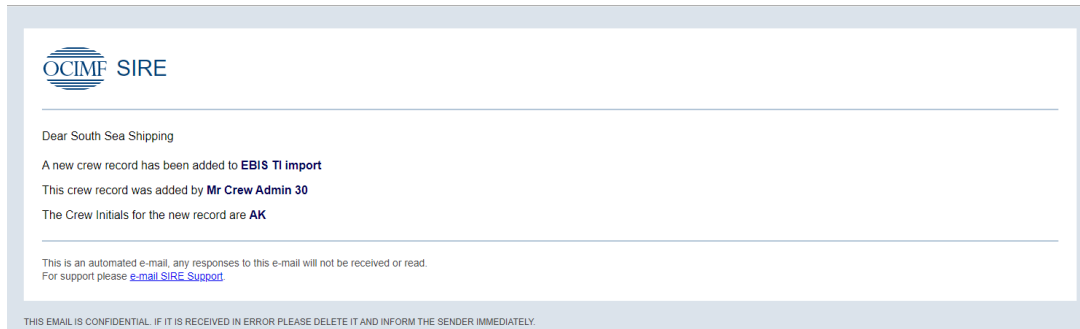 OCIMF SIRE
Dear South Sea Shipping
A new crew record has been added to EBIS TI import
This crew record was added by Mr Crew Admin 30
The Crew Initials for the new record are AK
This is an automated e-mail, any responses to this e-mail will not be received or read.
For support please e-mail SIRE Support.
THIS EMAIL IS CONFIDENTIAL. IF IT IS RECEIVED IN ERROR PLEASE DELETE IT AND INFORM THE SENDER IMMEDIATELY.